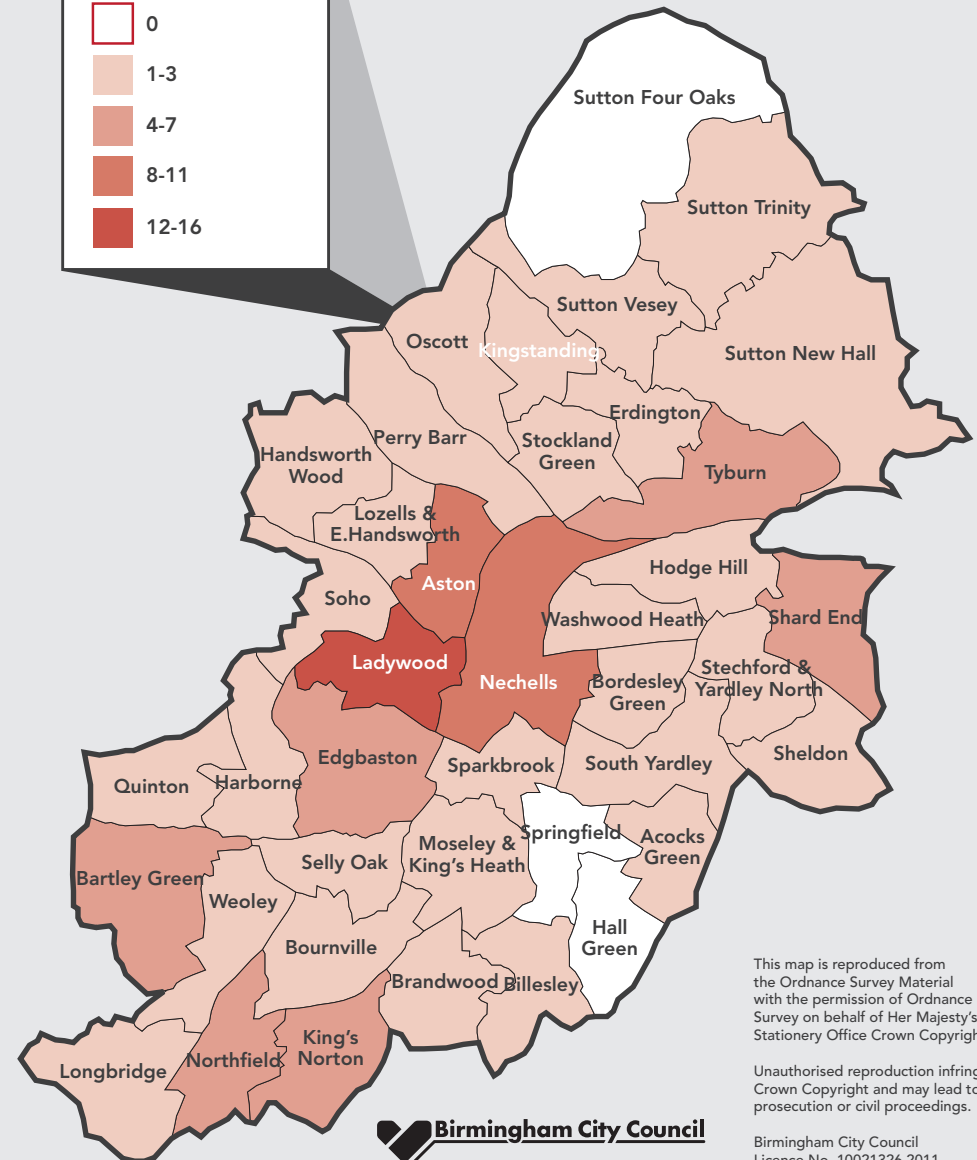 0
1-3
4-7
8-11
12-16
Sutton Four Oaks
Sutton Trinity
Sutton Vesey
Oscott
Kingstanding
Sutton New Hall
Erdington
Perry Barr
Stockland
Green
Handsworth
Wood
Tyburn
Lozells &
E.Handsworth
Hodge Hill
Aston
Soho
Washwood Heath
Shard End
Ladywood
Nechells
Bordesley
Green
Stechford &
Yardley North
Edgbaston
Sparkbrook
South Yardley
Sheldon
Quinton
Harborne
Springfield
Acocks
Green
Moseley &
King's Heath
Selly Oak
Bartley Green
Weoley
Bournville
Hall
Green
Brandwood
Billesley
King's
Norton
Northfield
Longbridge
This map is reproduced from
the Ordnance Survey Material
with the permission of Ordnance
Survey on behalf of Her Majesty's
Stationery Office Crown Copyrigh
Unauthorised reproduction infring
Crown Copyright and may lead to
prosecution or civil proceedings.
Birmingham City Council
Licence No. 10021326 2011
Birmingham City Council